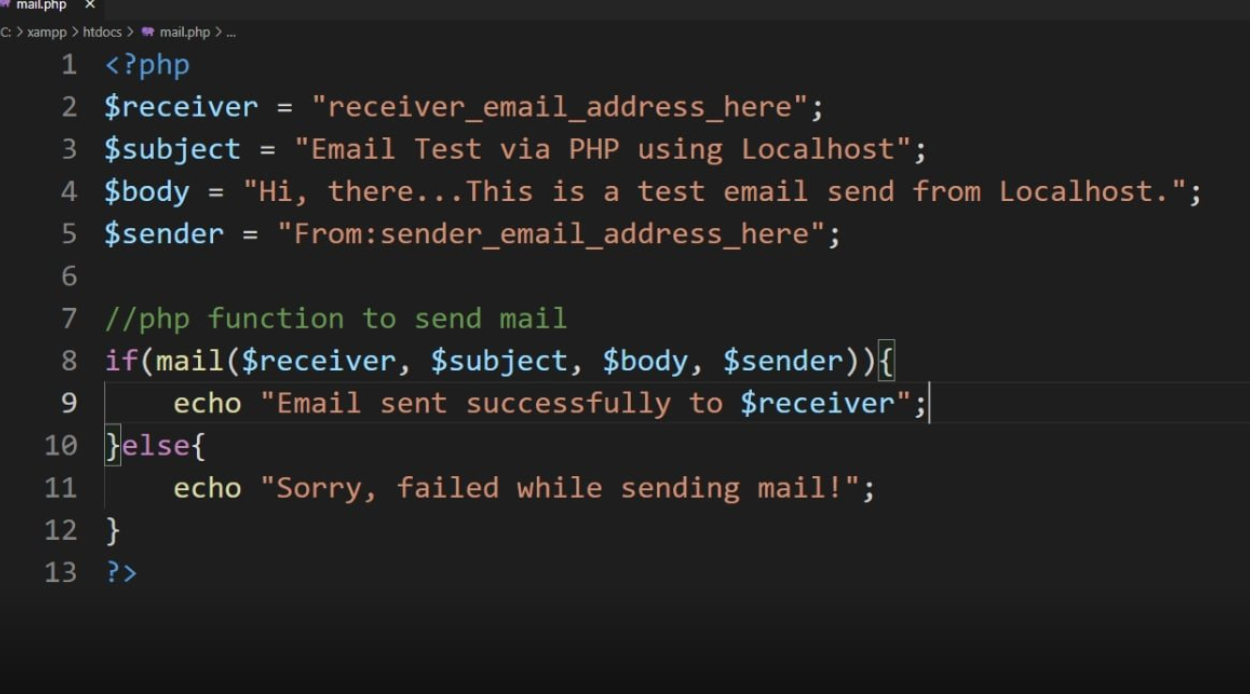 mail.php ×
C: > xampp > htdocs > mail.php > ...
1 <?php
2 $receiver = "receiver_email_address_here";
3 $subject = "Email Test via PHP using Localhost";
4 $body = "Hi, there...This is a test email send from Localhost.";
5 $sender = "From:sender_email_address_here";
6
7 //php function to send mail
8 if(mail($receiver, $subject, $body, $sender)){
9     echo "Email sent successfully to $receiver";
10 }else{
11     echo "Sorry, failed while sending mail!";
12 }
13 ?>